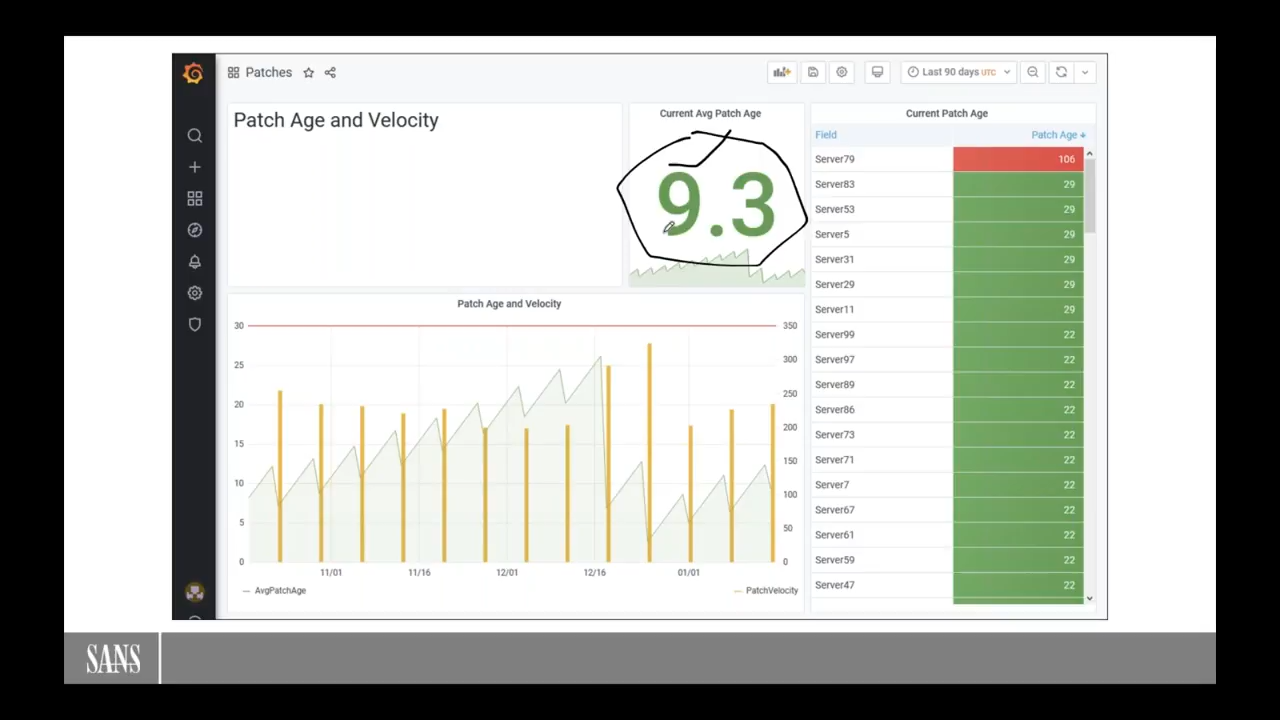 Patches
Last 90 days UTC
Patch Age and Velocity
Current Avg Patch Age
9.3
Current Patch Age
Field Patch Age
Server79 106
Server83 29
Server53 29
Server5 29
Server31 29
Server29 29
Server11 29
Server99 22
Server97 22
Server89 22
Server86 22
Server73 22
Server71 22
Server7 22
Server67 22
Server61 22
Server59 22
Server47 22
Patch Age and Velocity
30 350
300
25
250
20
200
15
150
10
100
5
50
0 0
11/01 11/16 12/01 12/16 01/01
AvgPatchAge PatchVelocity
SANS